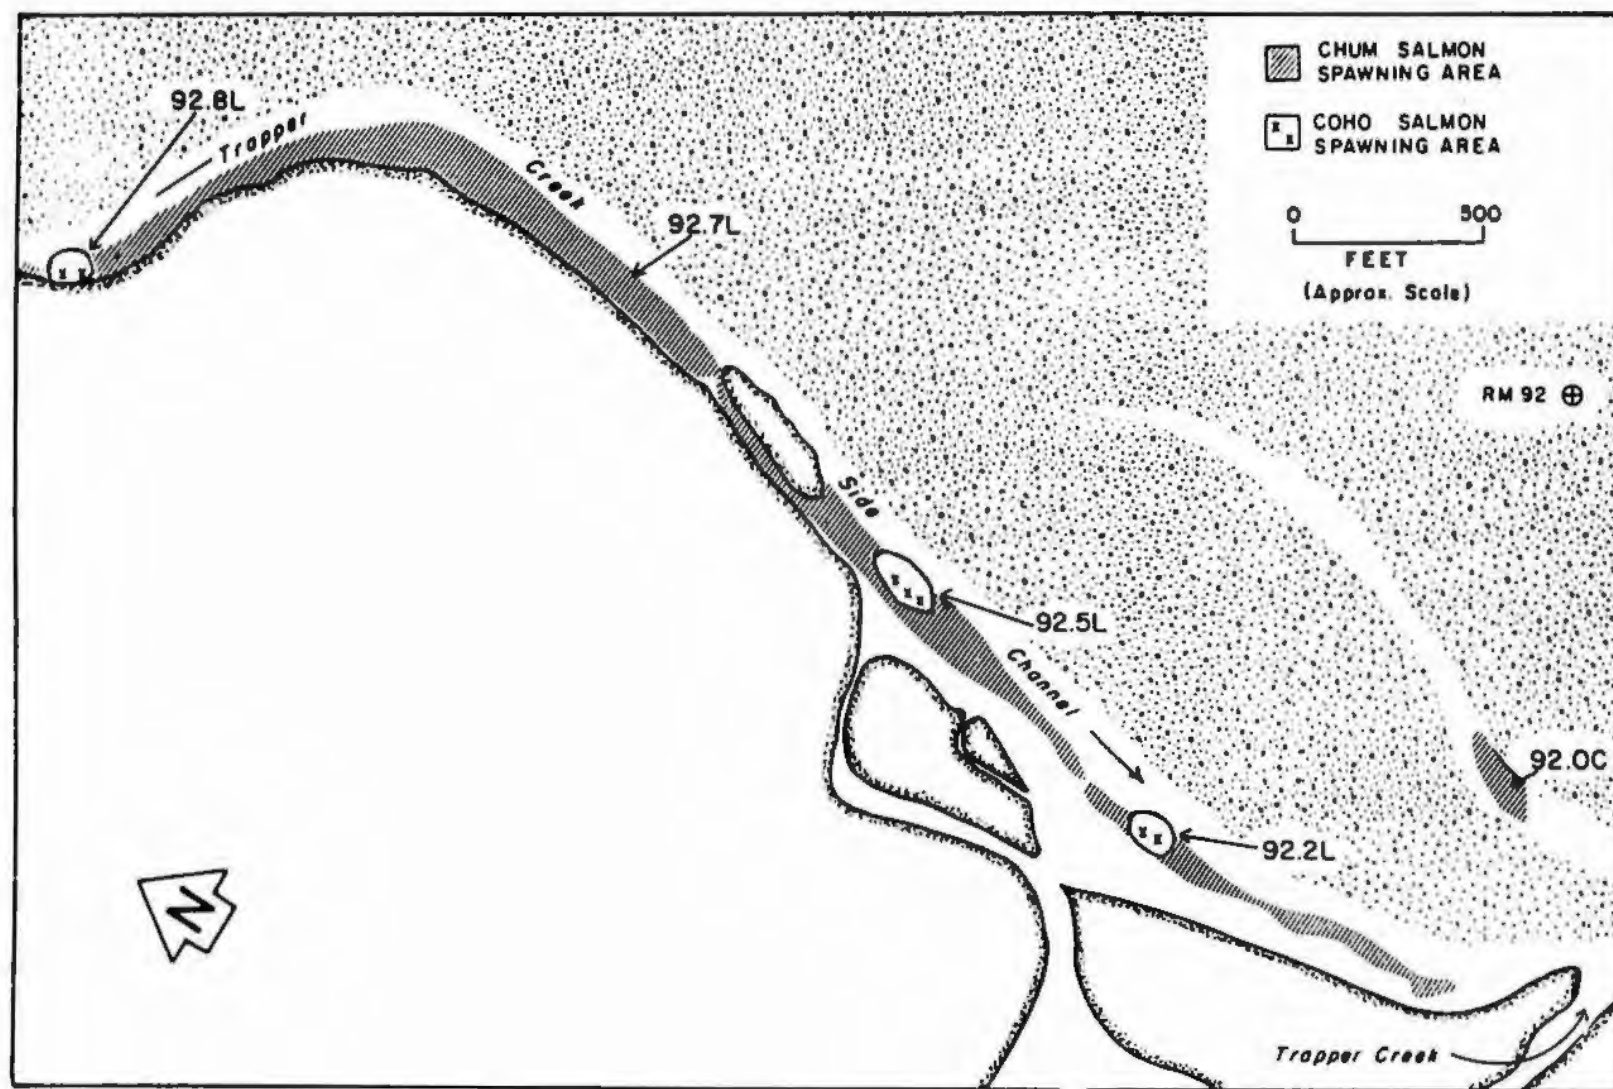 CHUM SALMON
SPAWNING AREA
COHO SALMON
SPAWNING AREA
0 500
FEET
(Approx. Scale)
92.8L
Trapper
Creek
92.7L
RM 92
Side
92.5L
Channel
92.0C
92.2L
N
Trapper Creek